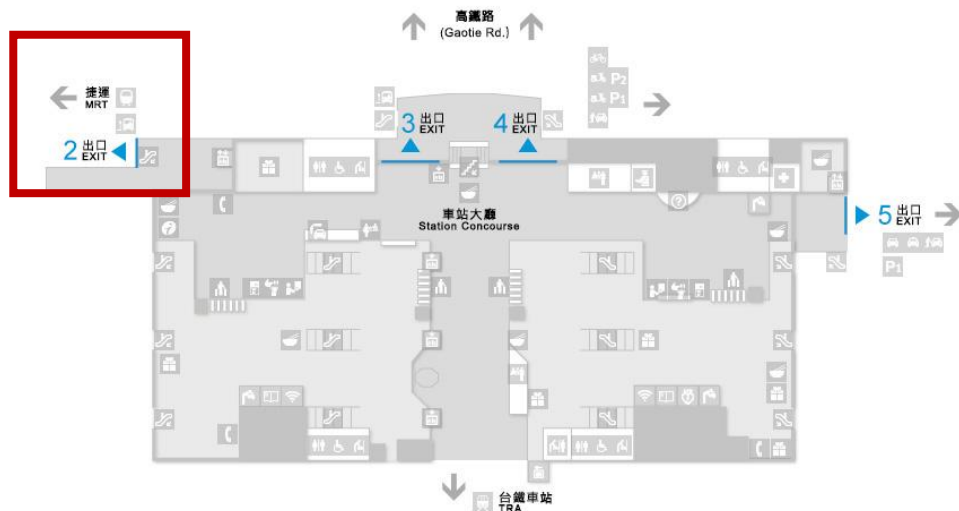 高鐵路
(Gaotie Rd.)
捷運
MRT
2 出口
EXIT
3 出口
EXIT
4 出口
EXIT
P2
P1
車站大廳
Station Concourse
5 出口
EXIT
P1
台鐵車站
TRA